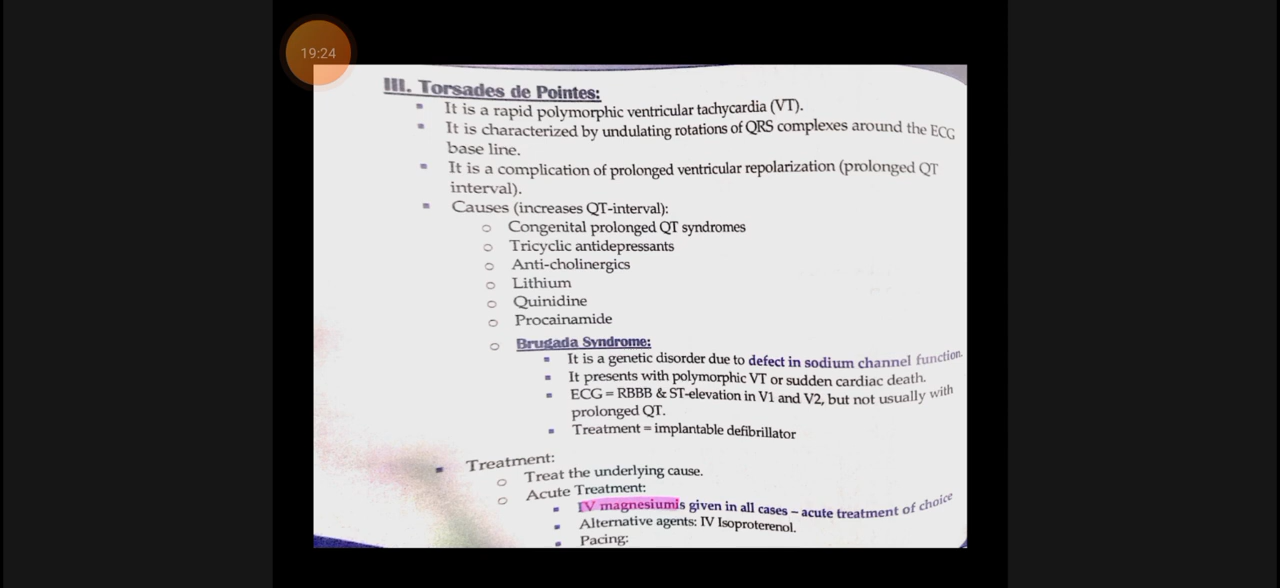 19:24
III. Torsades de Pointes:
▪ It is a rapid polymorphic ventricular tachycardia (VT).
▪ It is characterized by undulating rotations of QRS complexes around the ECG
base line.
▪ It is a complication of prolonged ventricular repolarization (prolonged QT
interval).
▪ Causes (increases QT-interval):
o Congenital prolonged QT syndromes
o Tricyclic antidepressants
o Anti-cholinergics
o Lithium
o Quinidine
o Procainamide
o Brugada Syndrome:
▪ It is a genetic disorder due to defect in sodium channel function.
▪ It presents with polymorphic VT or sudden cardiac death.
▪ ECG = RBBB & ST-elevation in V1 and V2, but not usually with
prolonged QT.
▪ Treatment = implantable defibrillator
▪ Treatment:
o Treat the underlying cause.
o Acute Treatment:
▪ IV magnesiumis given in all cases – acute treatment of choice
▪ Alternative agents: IV Isoproterenol.
▪ Pacing: